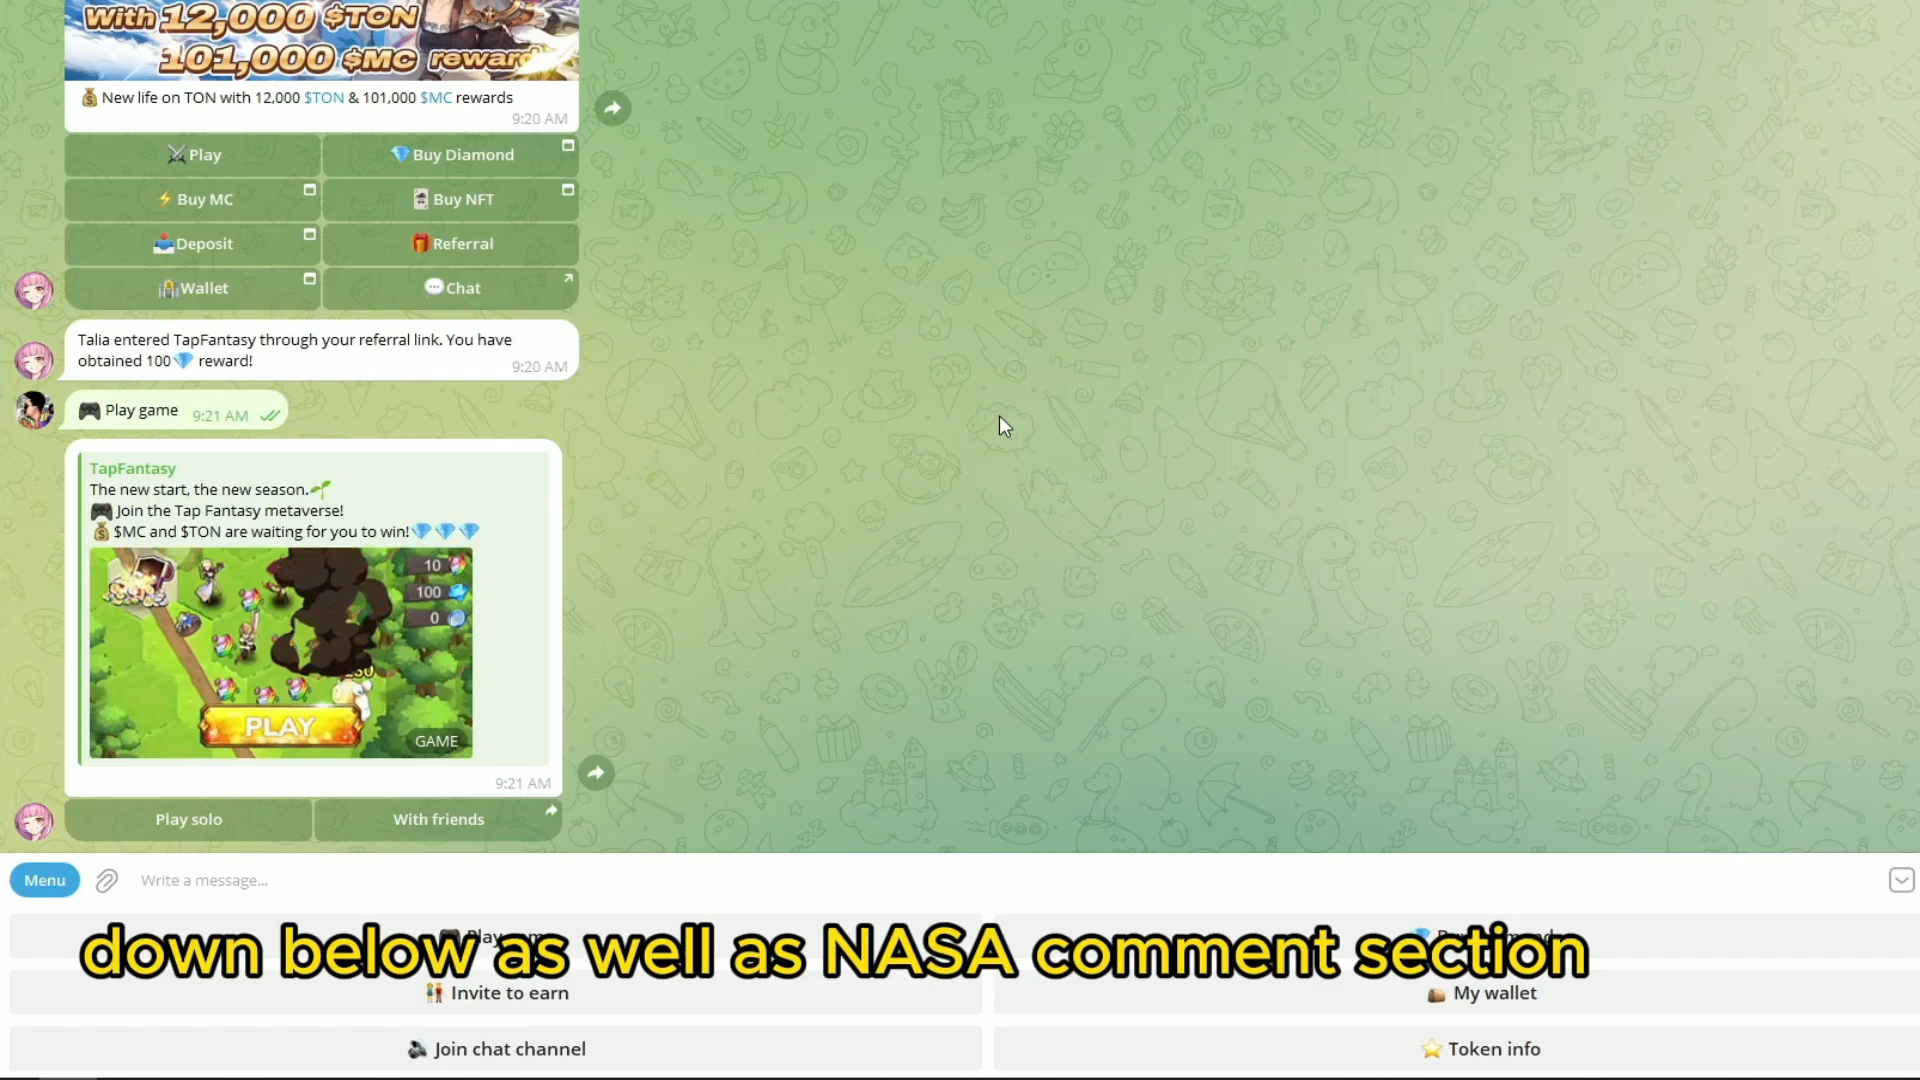 With 12,000 $TON
101,000 $MC reward
New life on TON with 12,000 $TON & 101,000 $MC rewards
9:20 AM
Play
Buy Diamond
Buy MC
Buy NFT
Deposit
Referral
Wallet
Chat
Talia entered TapFantasy through your referral link. You have
obtained 100 reward!
9:20 AM
Play game 9:21 AM
TapFantasy
The new start, the new season.
Join the Tap Fantasy metaverse!
$MC and $TON are waiting for you to win!
10
100
0
PLAY
GAME
9:21 AM
Play solo
With friends
Menu
Write a message...
down below as well as NASA comment section
Invite to earn
My wallet
Join chat channel
Token info